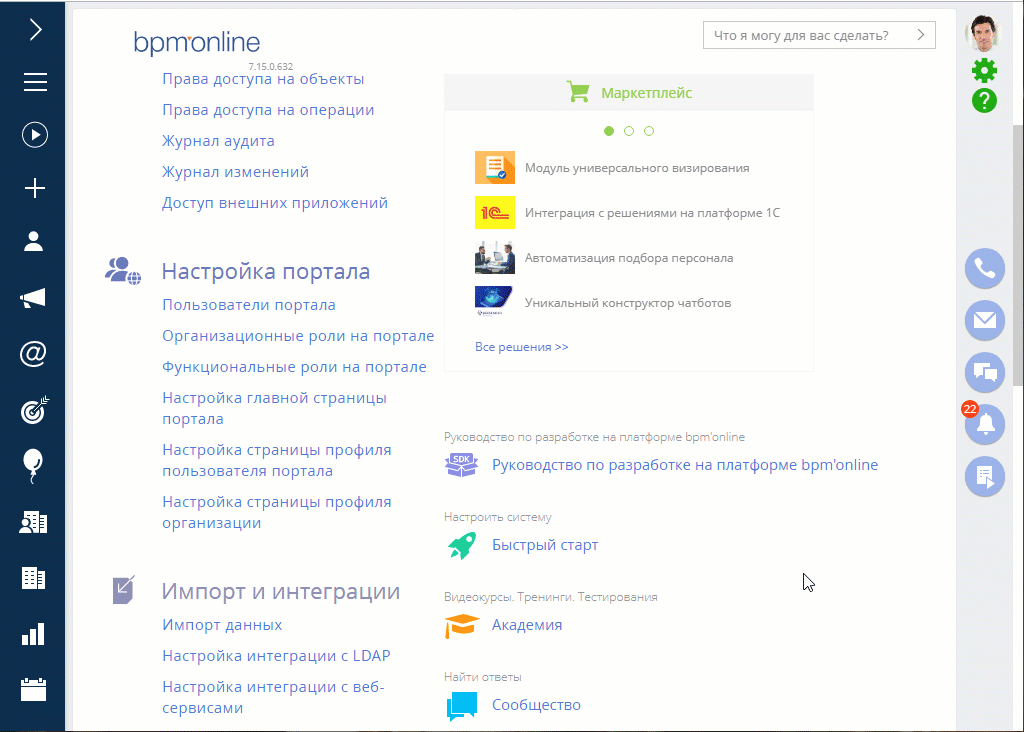 bpm'online
7.15.0.632
Что я могу для вас сделать?
Права доступа на объекты
Права доступа на операции
Журнал аудита
Журнал изменений
Доступ внешних приложений
Настройка портала
Пользователи портала
Организационные роли на портале
Функциональные роли на портале
Настройка главной страницы
портала
Настройка страницы профиля
пользователя портала
Настройка страницы профиля
организации
Импорт и интеграции
Импорт данных
Настройка интеграции с LDAP
Настройка интеграции с веб-
сервисами
Маркетплейс
Модуль универсального визирования
1С
Интеграция с решениями на платформе 1С
Автоматизация подбора персонала
Уникальный конструктор чатботов
Все решения >>
Руководство по разработке на платформе bpm'online
SDK
Руководство по разработке на платформе bpm'online
Настроить систему
Быстрый старт
Видеокурсы. Тренинги. Тестирования
Академия
Найти ответы
Сообщество
22